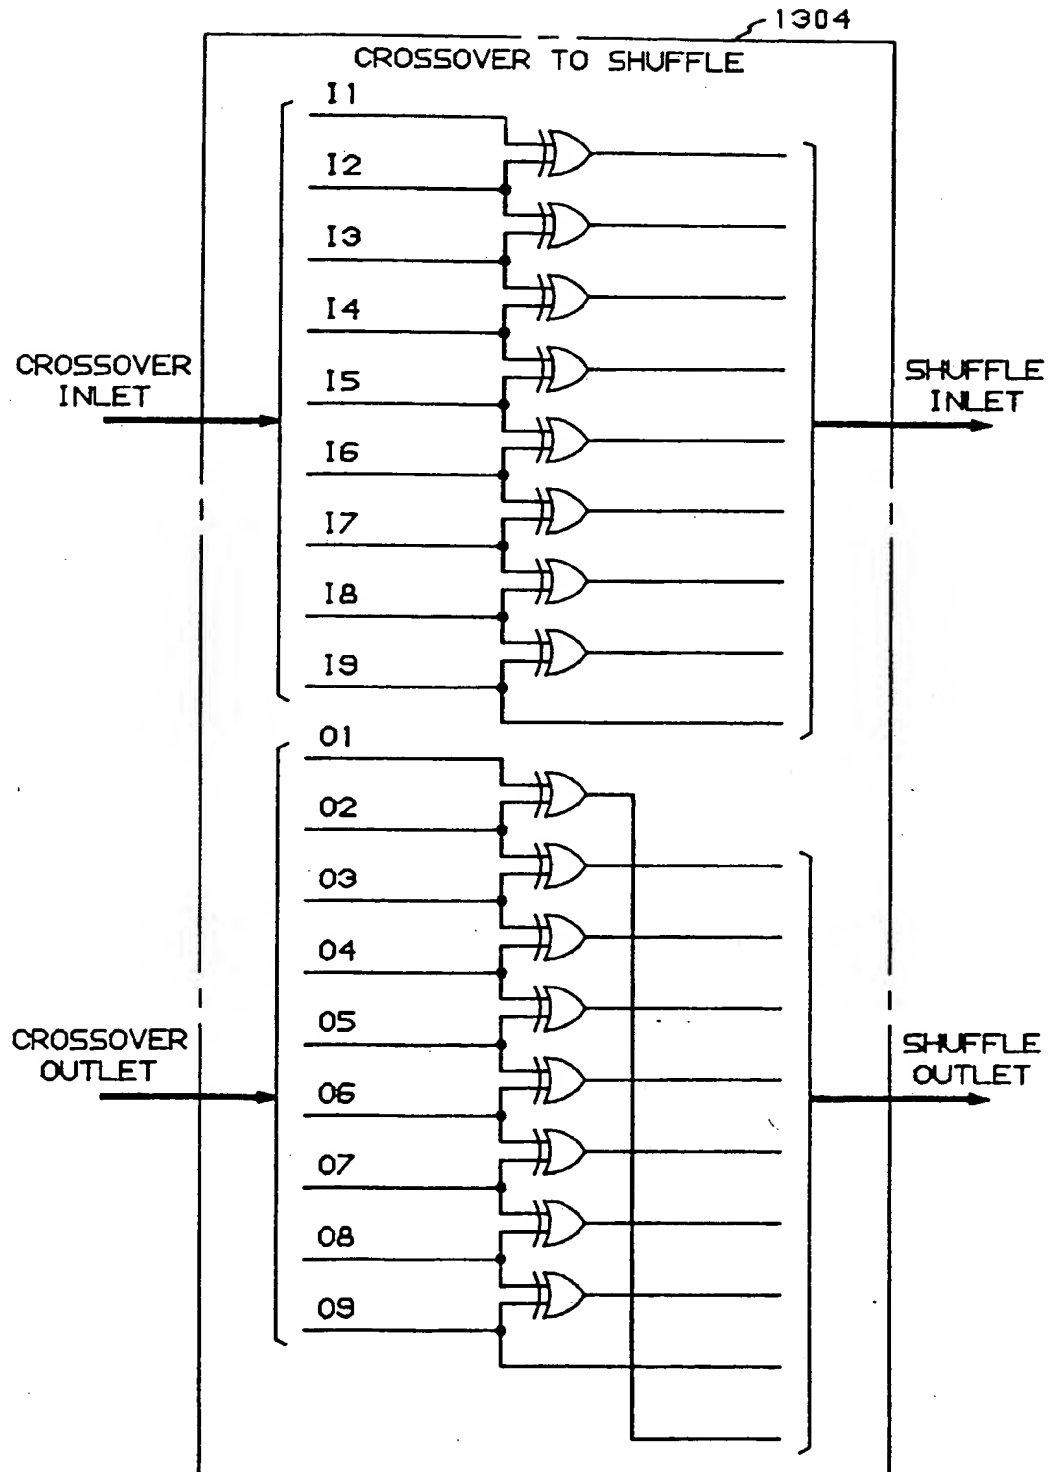 1304
CROSSOVER TO SHUFFLE
I1
I2
I3
I4
I5
I6
I7
I8
I9
CROSSOVER
INLET
SHUFFLE
INLET
O1
O2
O3
O4
O5
O6
O7
O8
O9
CROSSOVER
OUTLET
SHUFFLE
OUTLET